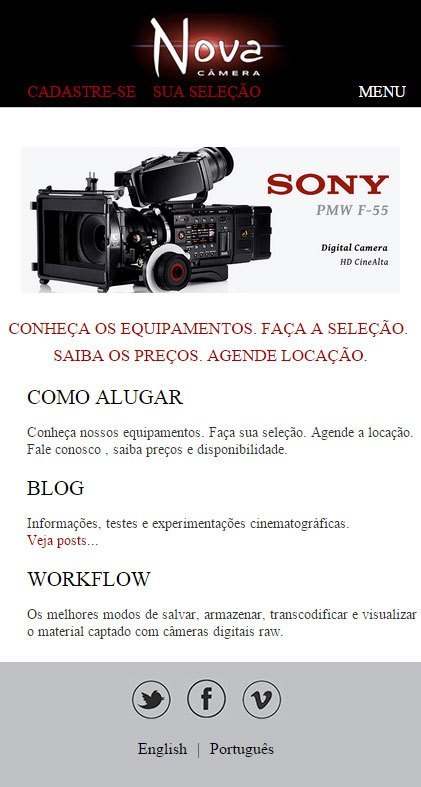 Nova
CÂMERA
CADASTRE-SE SUA SELEÇÃO MENU
SONY
PMW F-55
Digital Camera
HD CineAlta
CONHEÇA OS EQUIPAMENTOS. FAÇA A SELEÇÃO.
SAIBA OS PREÇOS. AGENDE LOCAÇÃO.
COMO ALUGAR
Conheça nossos equipamentos. Faça sua seleção. Agende a locação.
Fale conosco , saiba preços e disponibilidade.
BLOG
Informações, testes e experimentações cinematográficas.
Veja posts...
WORKFLOW
Os melhores modos de salvar, armazenar, transcodificar e visualizar
o material captado com câmeras digitais raw.
English | Português